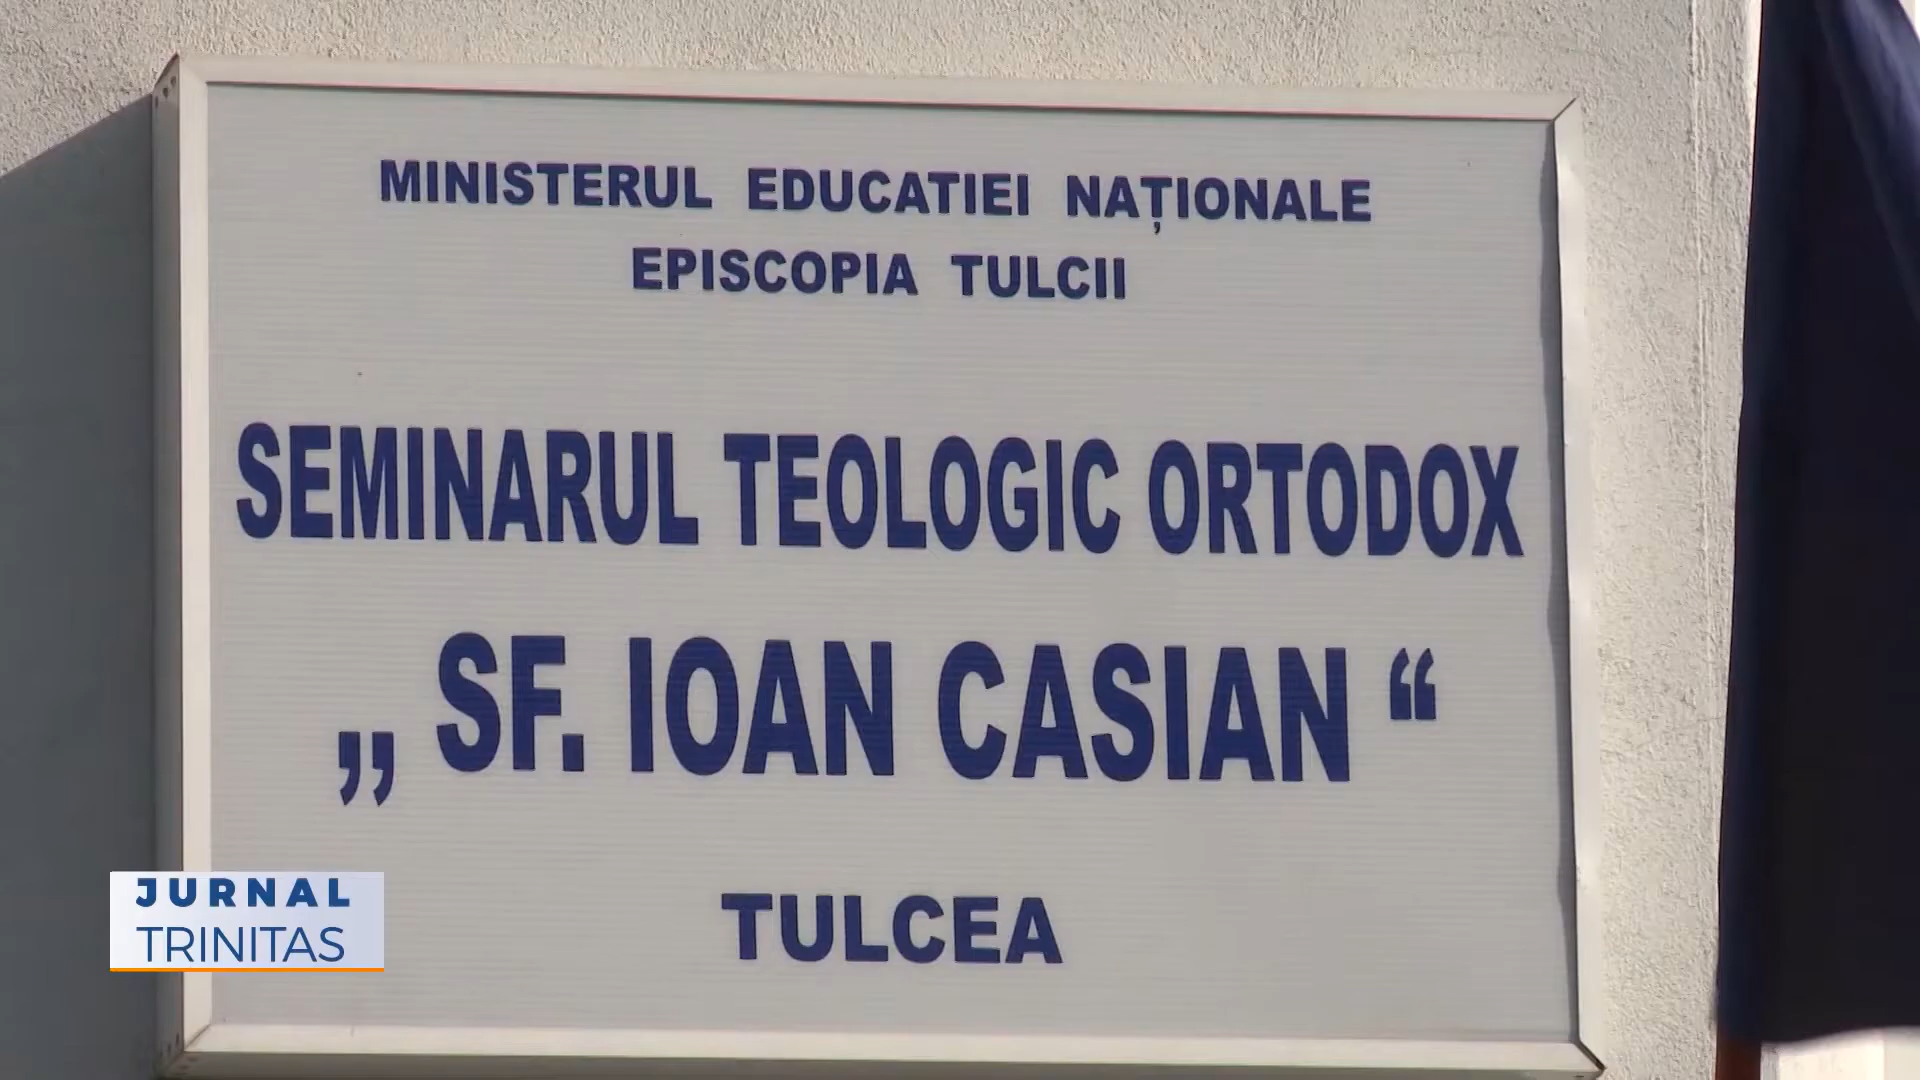 MINISTERUL EDUCATIEI NAȚIONALE
EPISCOPIA TULCII
SEMINARUL TEOLOGIC ORTODOX
„ SF. IOAN CASIAN “
TULCEA
JURNAL
TRINITAS